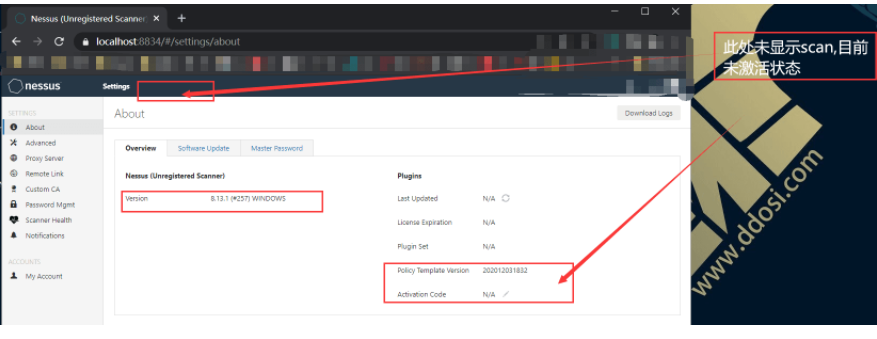 Nessus (Unregistered Scanner)
localhost:8834/#/settings/about
此处未显示scan,目前
未激活状态
nessus
Settings
SETTINGS
About
Advanced
Proxy Server
Remote Link
Custom CA
Password Mgmt
Scanner Health
Notifications
ACCOUNTS
My Account
About
Download Logs
Overview Software Update Master Password
Nessus (Unregistered Scanner) Plugins
Version 8.13.1 (#257) WINDOWS Last Updated N/A
License Expiration N/A
Plugin Set N/A
Policy Template Version 202012031832
Activation Code N/A
www.ddosi.com